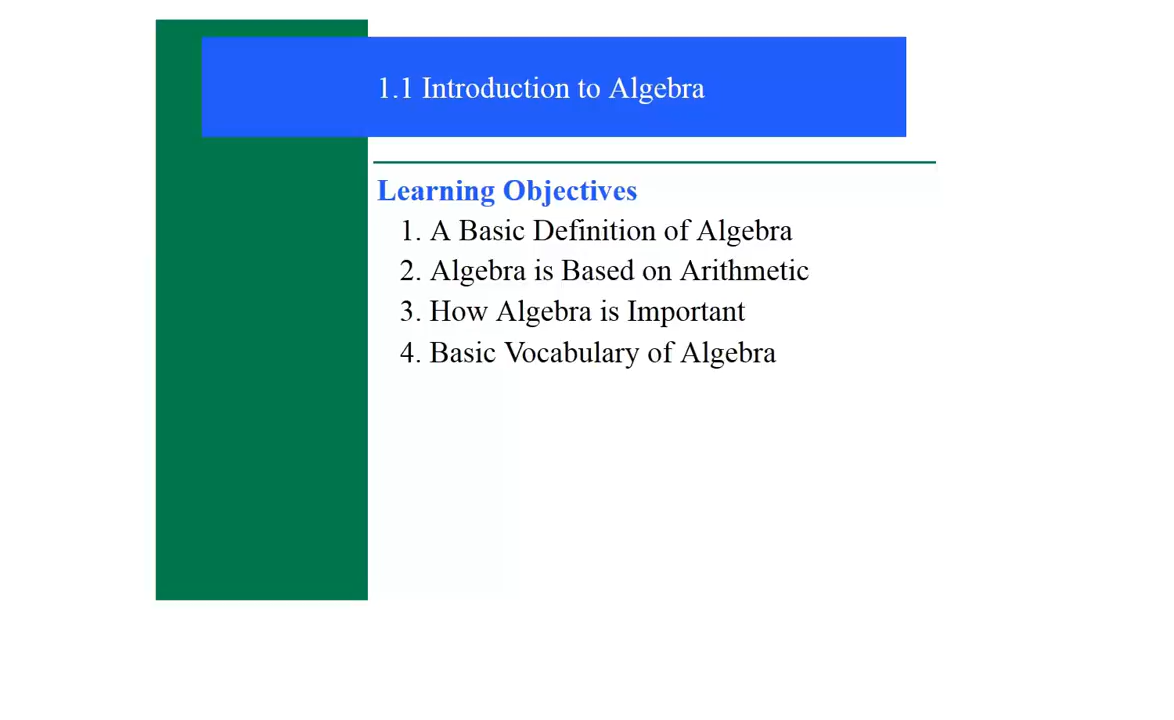 1.1 Introduction to Algebra
Learning Objectives
1. A Basic Definition of Algebra
2. Algebra is Based on Arithmetic
3. How Algebra is Important
4. Basic Vocabulary of Algebra